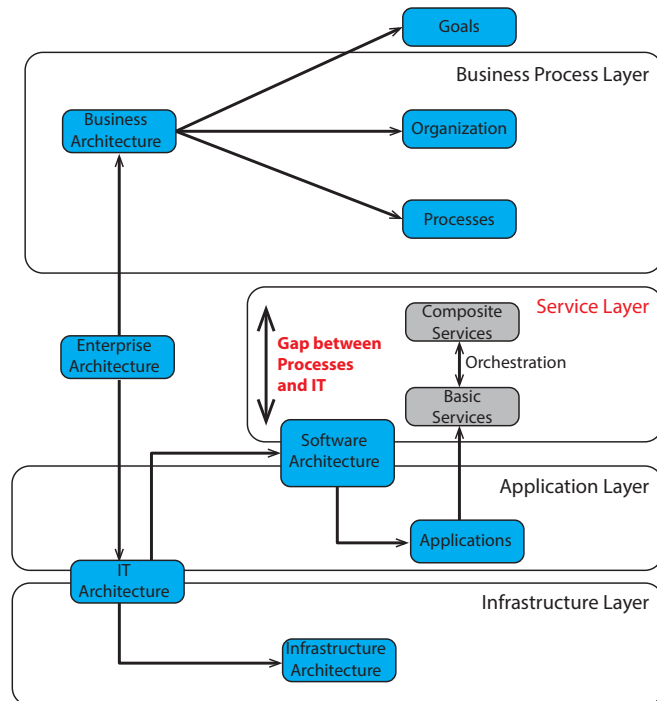 Goals
Business Process Layer
Business
Architecture
Organization
Processes
Service Layer
Composite
Services
Gap between
Processes
and IT
Orchestration
Enterprise
Architecture
Basic
Services
Software
Architecture
Application Layer
Applications
IT
Architecture
Infrastructure Layer
Infrastructure
Architecture